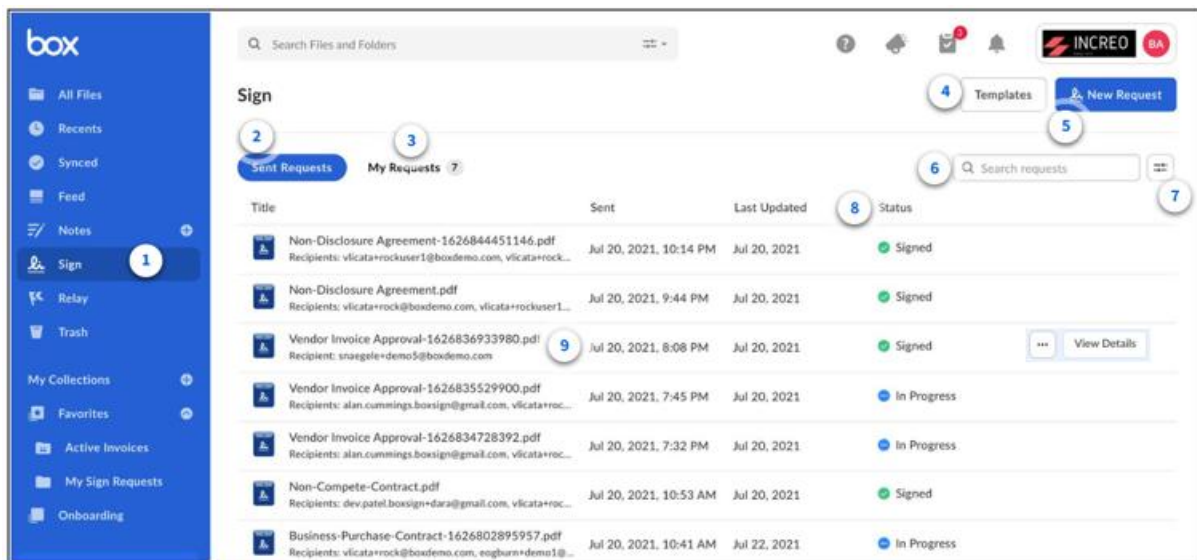 box
Search Files and Folders
3
INCREO
BA
All Files
Recents
Synced
Feed
Notes
Sign
1
Relay
Trash
My Collections
Favorites
Active Invoices
My Sign Requests
Onboarding
Sign
4
Templates
New Request
5
2
3
Sent Requests
My Requests 7
6
Search requests
7
Title Sent Last Updated 8 Status
Non-Disclosure Agreement-1626844451146.pdf
Recipients: vlicata+rockuser1@boxdemo.com, vlicata+rock...
Jul 20, 2021, 10:14 PM Jul 20, 2021 Signed
Non-Disclosure Agreement.pdf
Recipients: vlicata+rock@boxdemo.com, vlicata+rockuser1...
Jul 20, 2021, 9:44 PM Jul 20, 2021 Signed
Vendor Invoice Approval-1626836933980.pdf
Recipient: snaegele+demo5@boxdemo.com
9
Jul 20, 2021, 8:08 PM Jul 20, 2021 Signed ... View Details
Vendor Invoice Approval-1626835529900.pdf
Recipients: alan.cummings.boxsign@gmail.com, vlicata+roc...
Jul 20, 2021, 7:45 PM Jul 20, 2021 In Progress
Vendor Invoice Approval-1626834728392.pdf
Recipients: alan.cummings.boxsign@gmail.com, vlicata+roc...
Jul 20, 2021, 7:32 PM Jul 20, 2021 In Progress
Non-Compete-Contract.pdf
Recipients: dev.patel.boxsign+dara@gmail.com, vlicata+roc...
Jul 20, 2021, 10:53 AM Jul 20, 2021 Signed
Business-Purchase-Contract-1626802895957.pdf
Recipients: vlicata+rock@boxdemo.com, eogburn+demo1@...
Jul 20, 2021, 10:41 AM Jul 22, 2021 In Progress